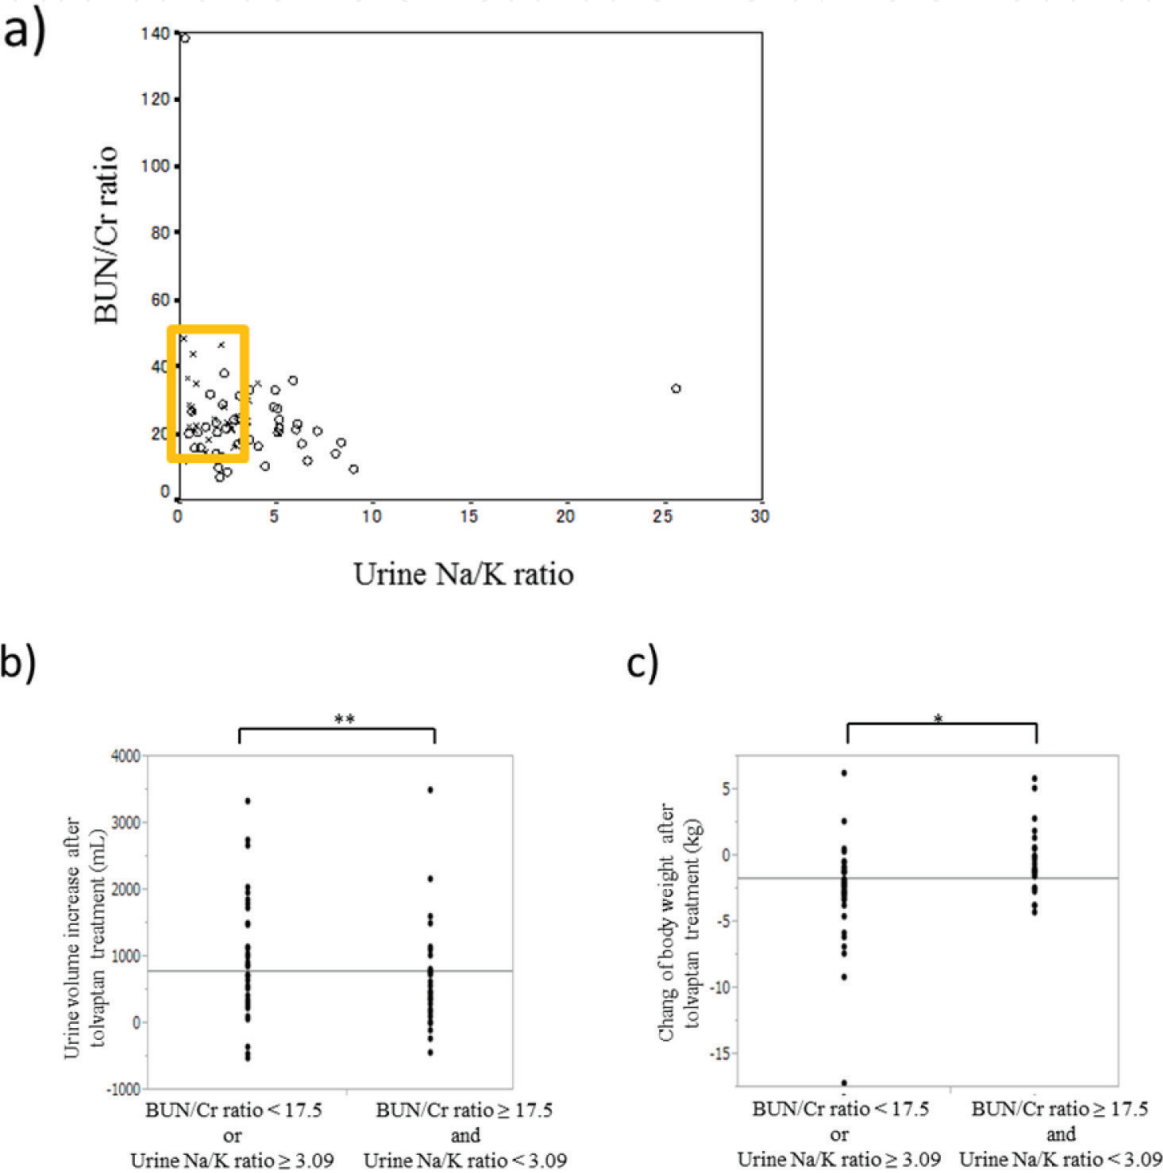 a)
140
120
100
80
60
40
20
0
BUN/Cr ratio
0 5 10 15 20 25 30
Urine Na/K ratio
b)
**
4000
3000
2000
1000
0
-1000
Urine volume increase after
tolvaptan treatment (mL)
BUN/Cr ratio < 17.5
or
Urine Na/K ratio ≥ 3.09
BUN/Cr ratio ≥ 17.5
and
Urine Na/K ratio < 3.09
c)
*
5
0
-5
-10
-15
Chang of body weight after
tolvaptan treatment (kg)
BUN/Cr ratio < 17.5
or
Urine Na/K ratio ≥ 3.09
BUN/Cr ratio ≥ 17.5
and
Urine Na/K ratio < 3.09